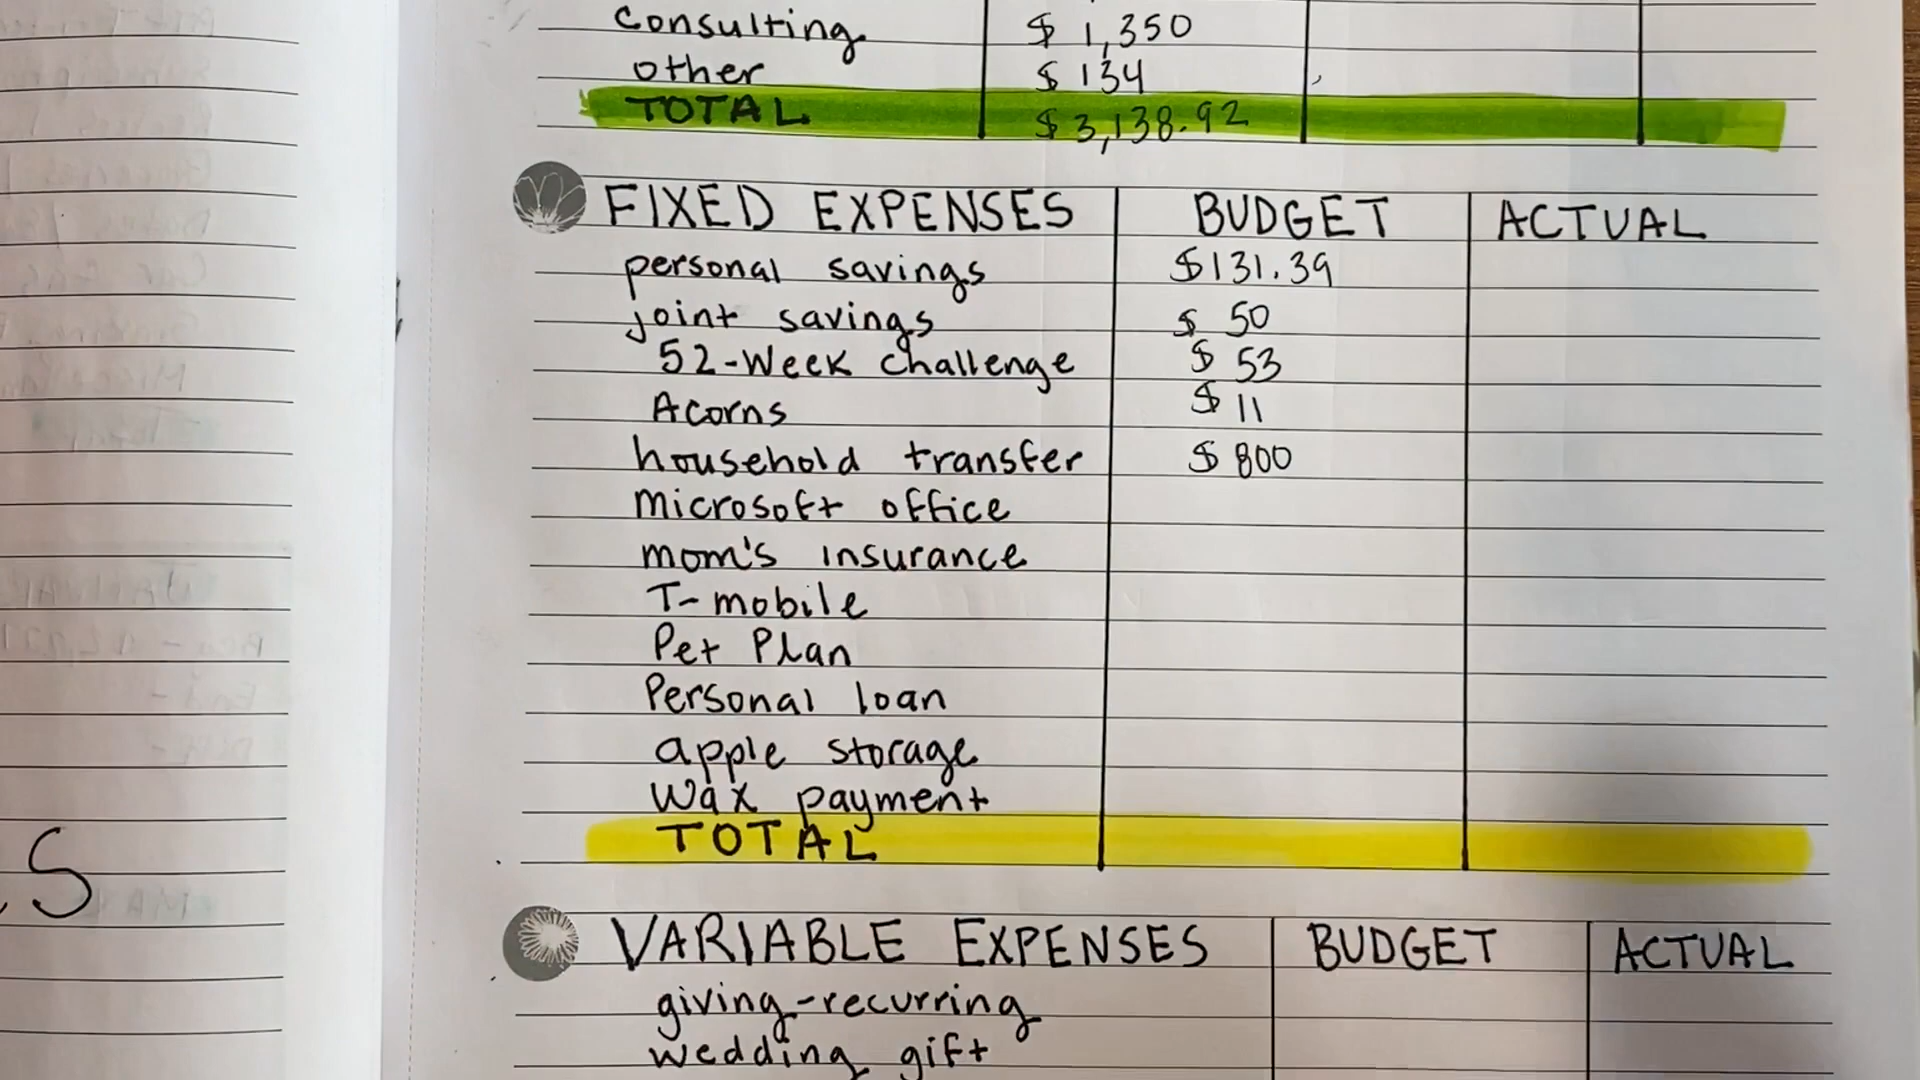 consulting $ 1,350
other $ 134
TOTAL $ 3,138.92
FIXED EXPENSES BUDGET ACTUAL
personal savings $131.39
joint savings $ 50
52-Week challenge $ 53
Acorns $ 11
household transfer $ 800
microsoft office
mom's insurance
T-mobile
Pet Plan
Personal loan
apple storage
Wax payment
TOTAL
S
VARIABLE EXPENSES BUDGET ACTUAL
giving-recurring
wedding gift